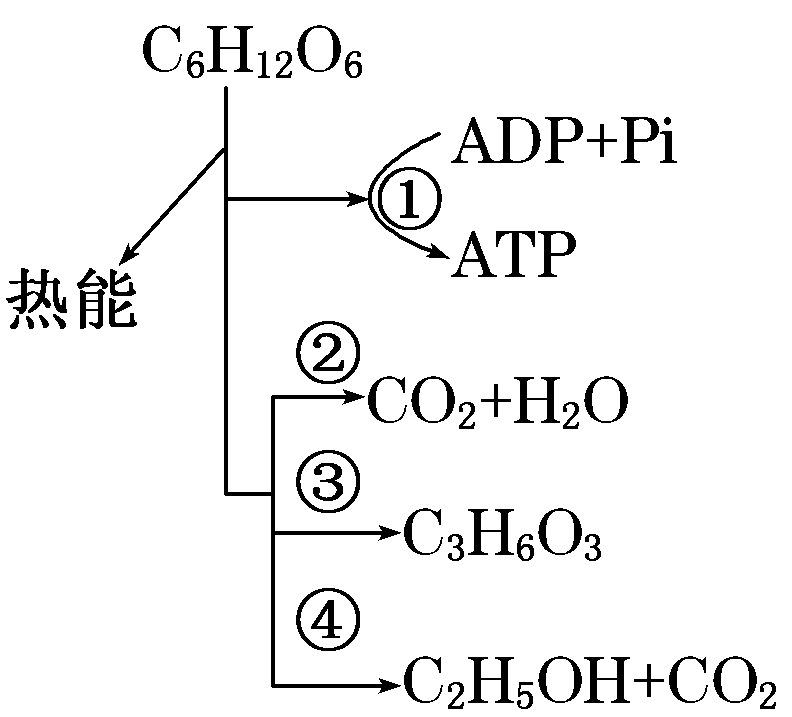 C₆H₁₂O₆
ADP+Pi
①
ATP
热能
②
CO₂+H₂O
③
C₃H₆O₃
④
C₂H₅OH+CO₂